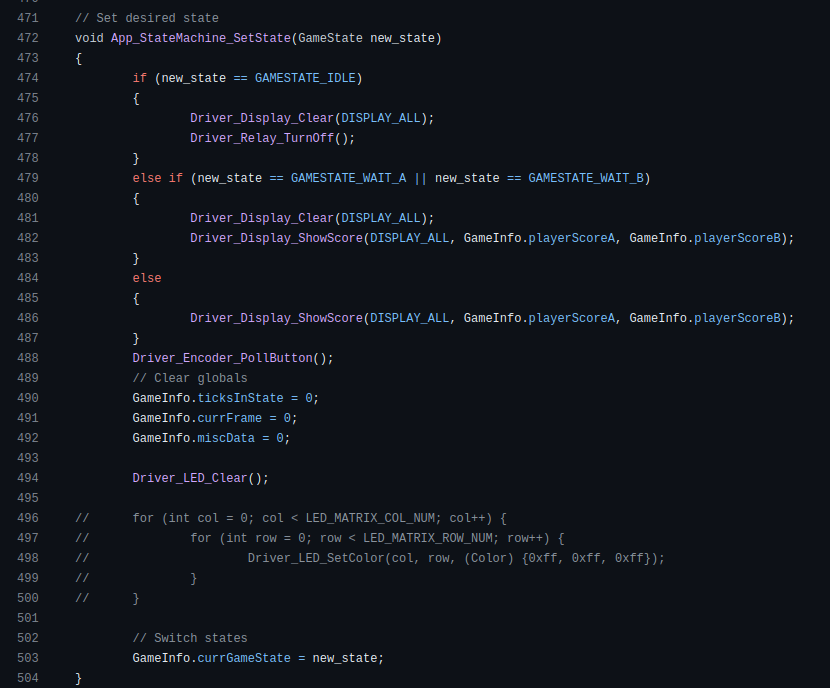 471 // Set desired state
472 void App_StateMachine_SetState(GameState new_state)
473 {
474 if (new_state == GAMESTATE_IDLE)
475 {
476 Driver_Display_Clear(DISPLAY_ALL);
477 Driver_Relay_TurnOff();
478 }
479 else if (new_state == GAMESTATE_WAIT_A || new_state == GAMESTATE_WAIT_B)
480 {
481 Driver_Display_Clear(DISPLAY_ALL);
482 Driver_Display_ShowScore(DISPLAY_ALL, GameInfo.playerScoreA, GameInfo.playerScoreB);
483 }
484 else
485 {
486 Driver_Display_ShowScore(DISPLAY_ALL, GameInfo.playerScoreA, GameInfo.playerScoreB);
487 }
488 Driver_Encoder_PollButton();
489 // Clear globals
490 GameInfo.ticksInState = 0;
491 GameInfo.currFrame = 0;
492 GameInfo.miscData = 0;
493
494 Driver_LED_Clear();
495
496 // for (int col = 0; col < LED_MATRIX_COL_NUM; col++) {
497 // for (int row = 0; row < LED_MATRIX_ROW_NUM; row++) {
498 // Driver_LED_SetColor(col, row, (Color) {0xff, 0xff, 0xff});
499 // }
500 // }
501
502 // Switch states
503 GameInfo.currGameState = new_state;
504 }